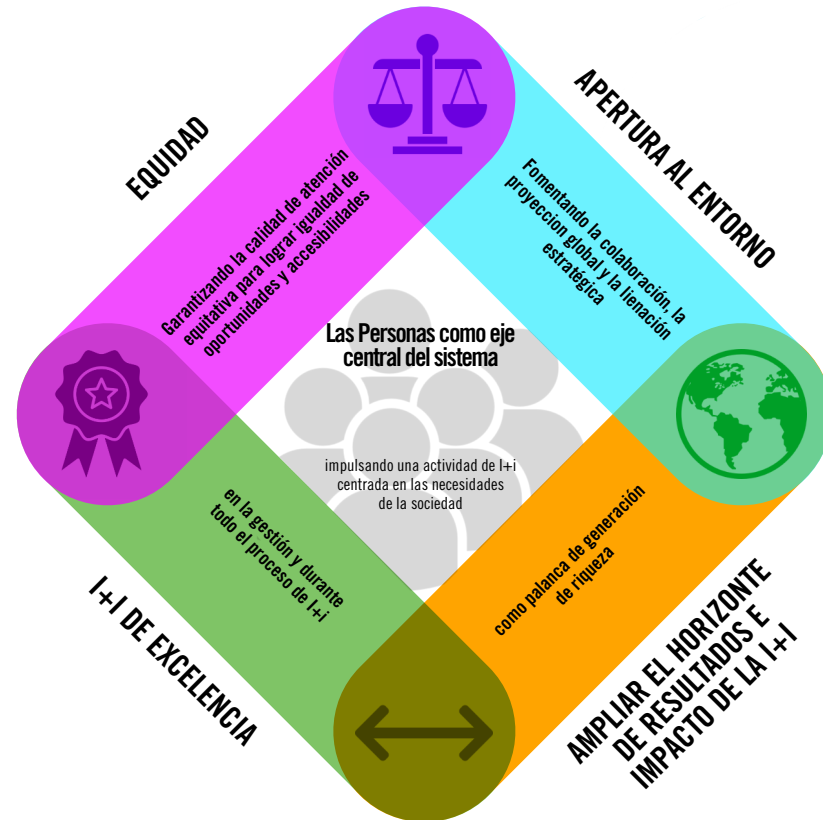 EQUIDAD
Garantizando la calidad de atención
equitativa para lograr igualdad de
oportunidades y accesibilidades
APERTURA AL ENTORNO
Fomentando la colaboración, la
proyeccion global y la lienación
estratégica
Las Personas como eje
central del sistema
impulsando una actividad de I+i
centrada en las necesidades
de la sociedad
I+I DE EXCELENCIA
en la gestión y durante
todo el proceso de I+i
AMPLIAR EL HORIZONTE
DE RESULTADOS E
IMPACTO DE LA I+I
como palanca de generación
de riqueza